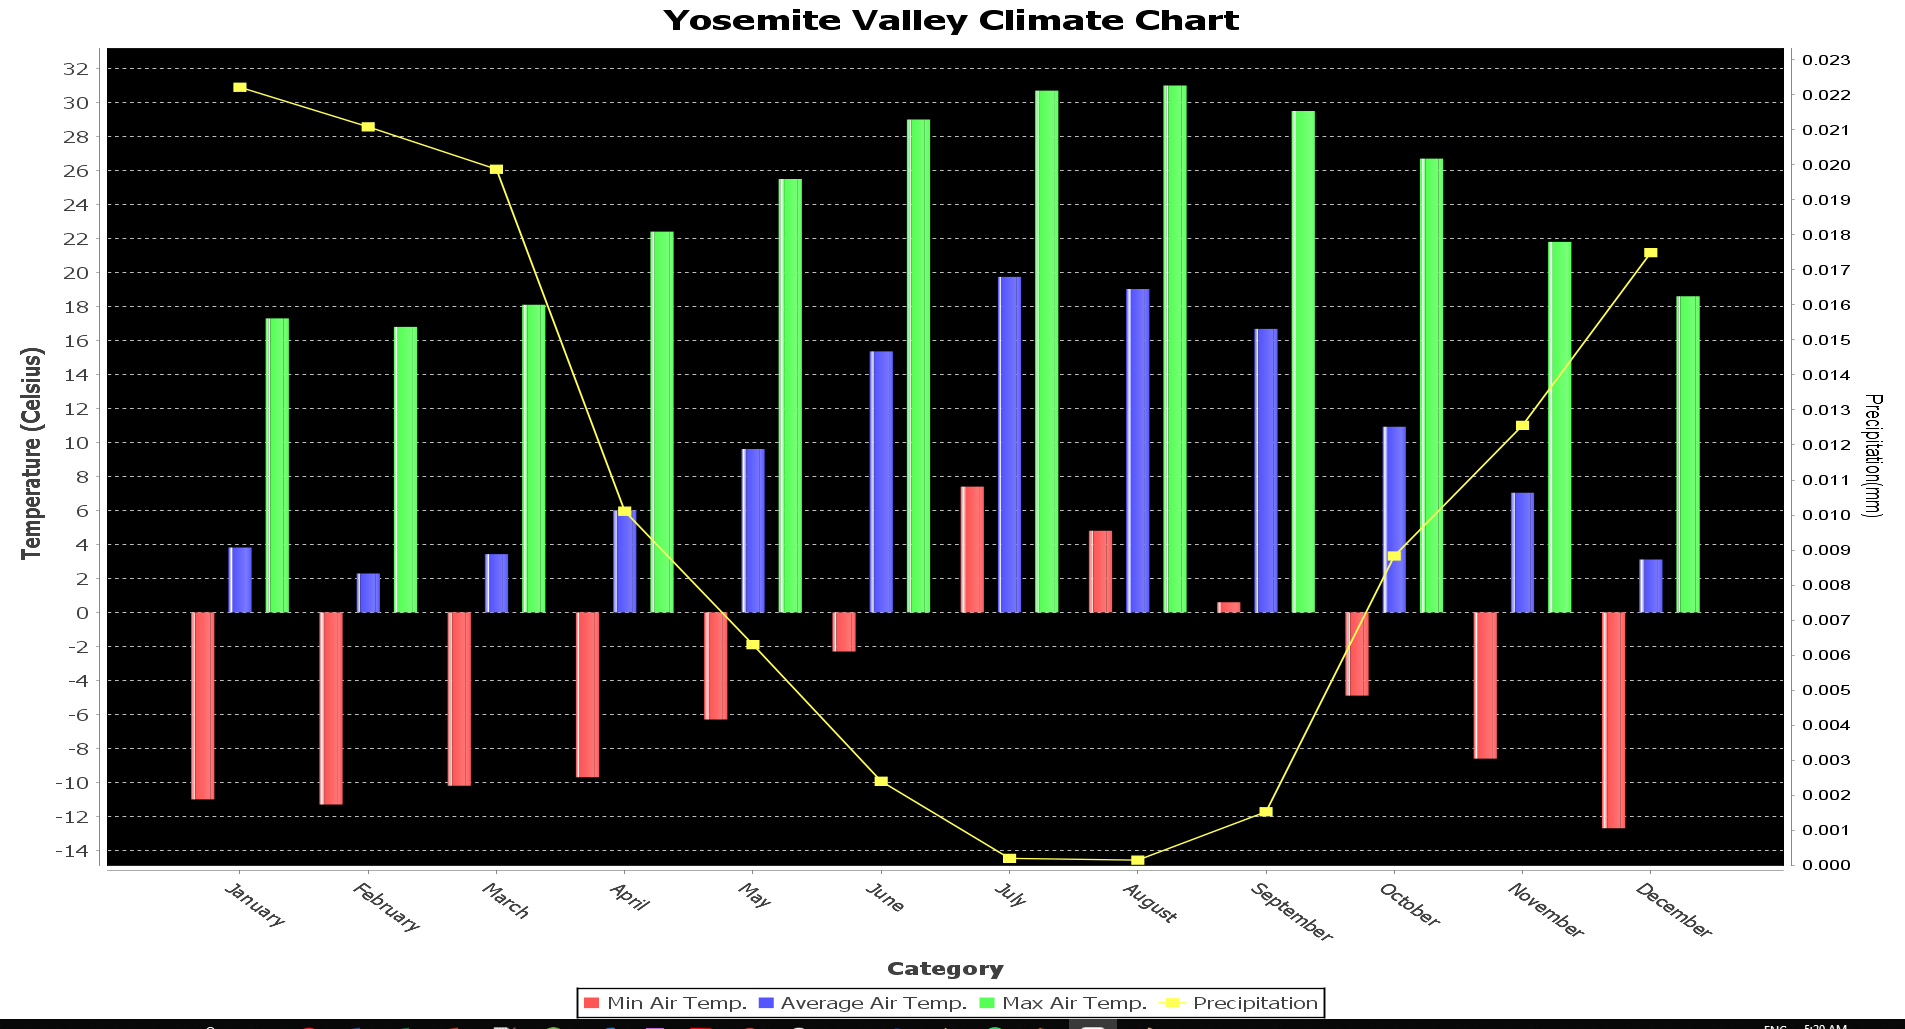 Yosemite Valley Climate Chart
32
30
28
26
24
22
20
18
16
14
12
10
8
6
4
2
0
-2
-4
-6
-8
-10
-12
-14
Temperature (Celsius)
0.023
0.022
0.021
0.020
0.019
0.018
0.017
0.016
0.015
0.014
0.013
0.012
0.011
0.010
0.009
0.008
0.007
0.006
0.005
0.004
0.003
0.002
0.001
0.000
Precipitation(mm)
January
February
March
April
May
June
July
August
September
October
November
December
Category
Min Air Temp. Average Air Temp. Max Air Temp. Precipitation
ENG 5:20 AM